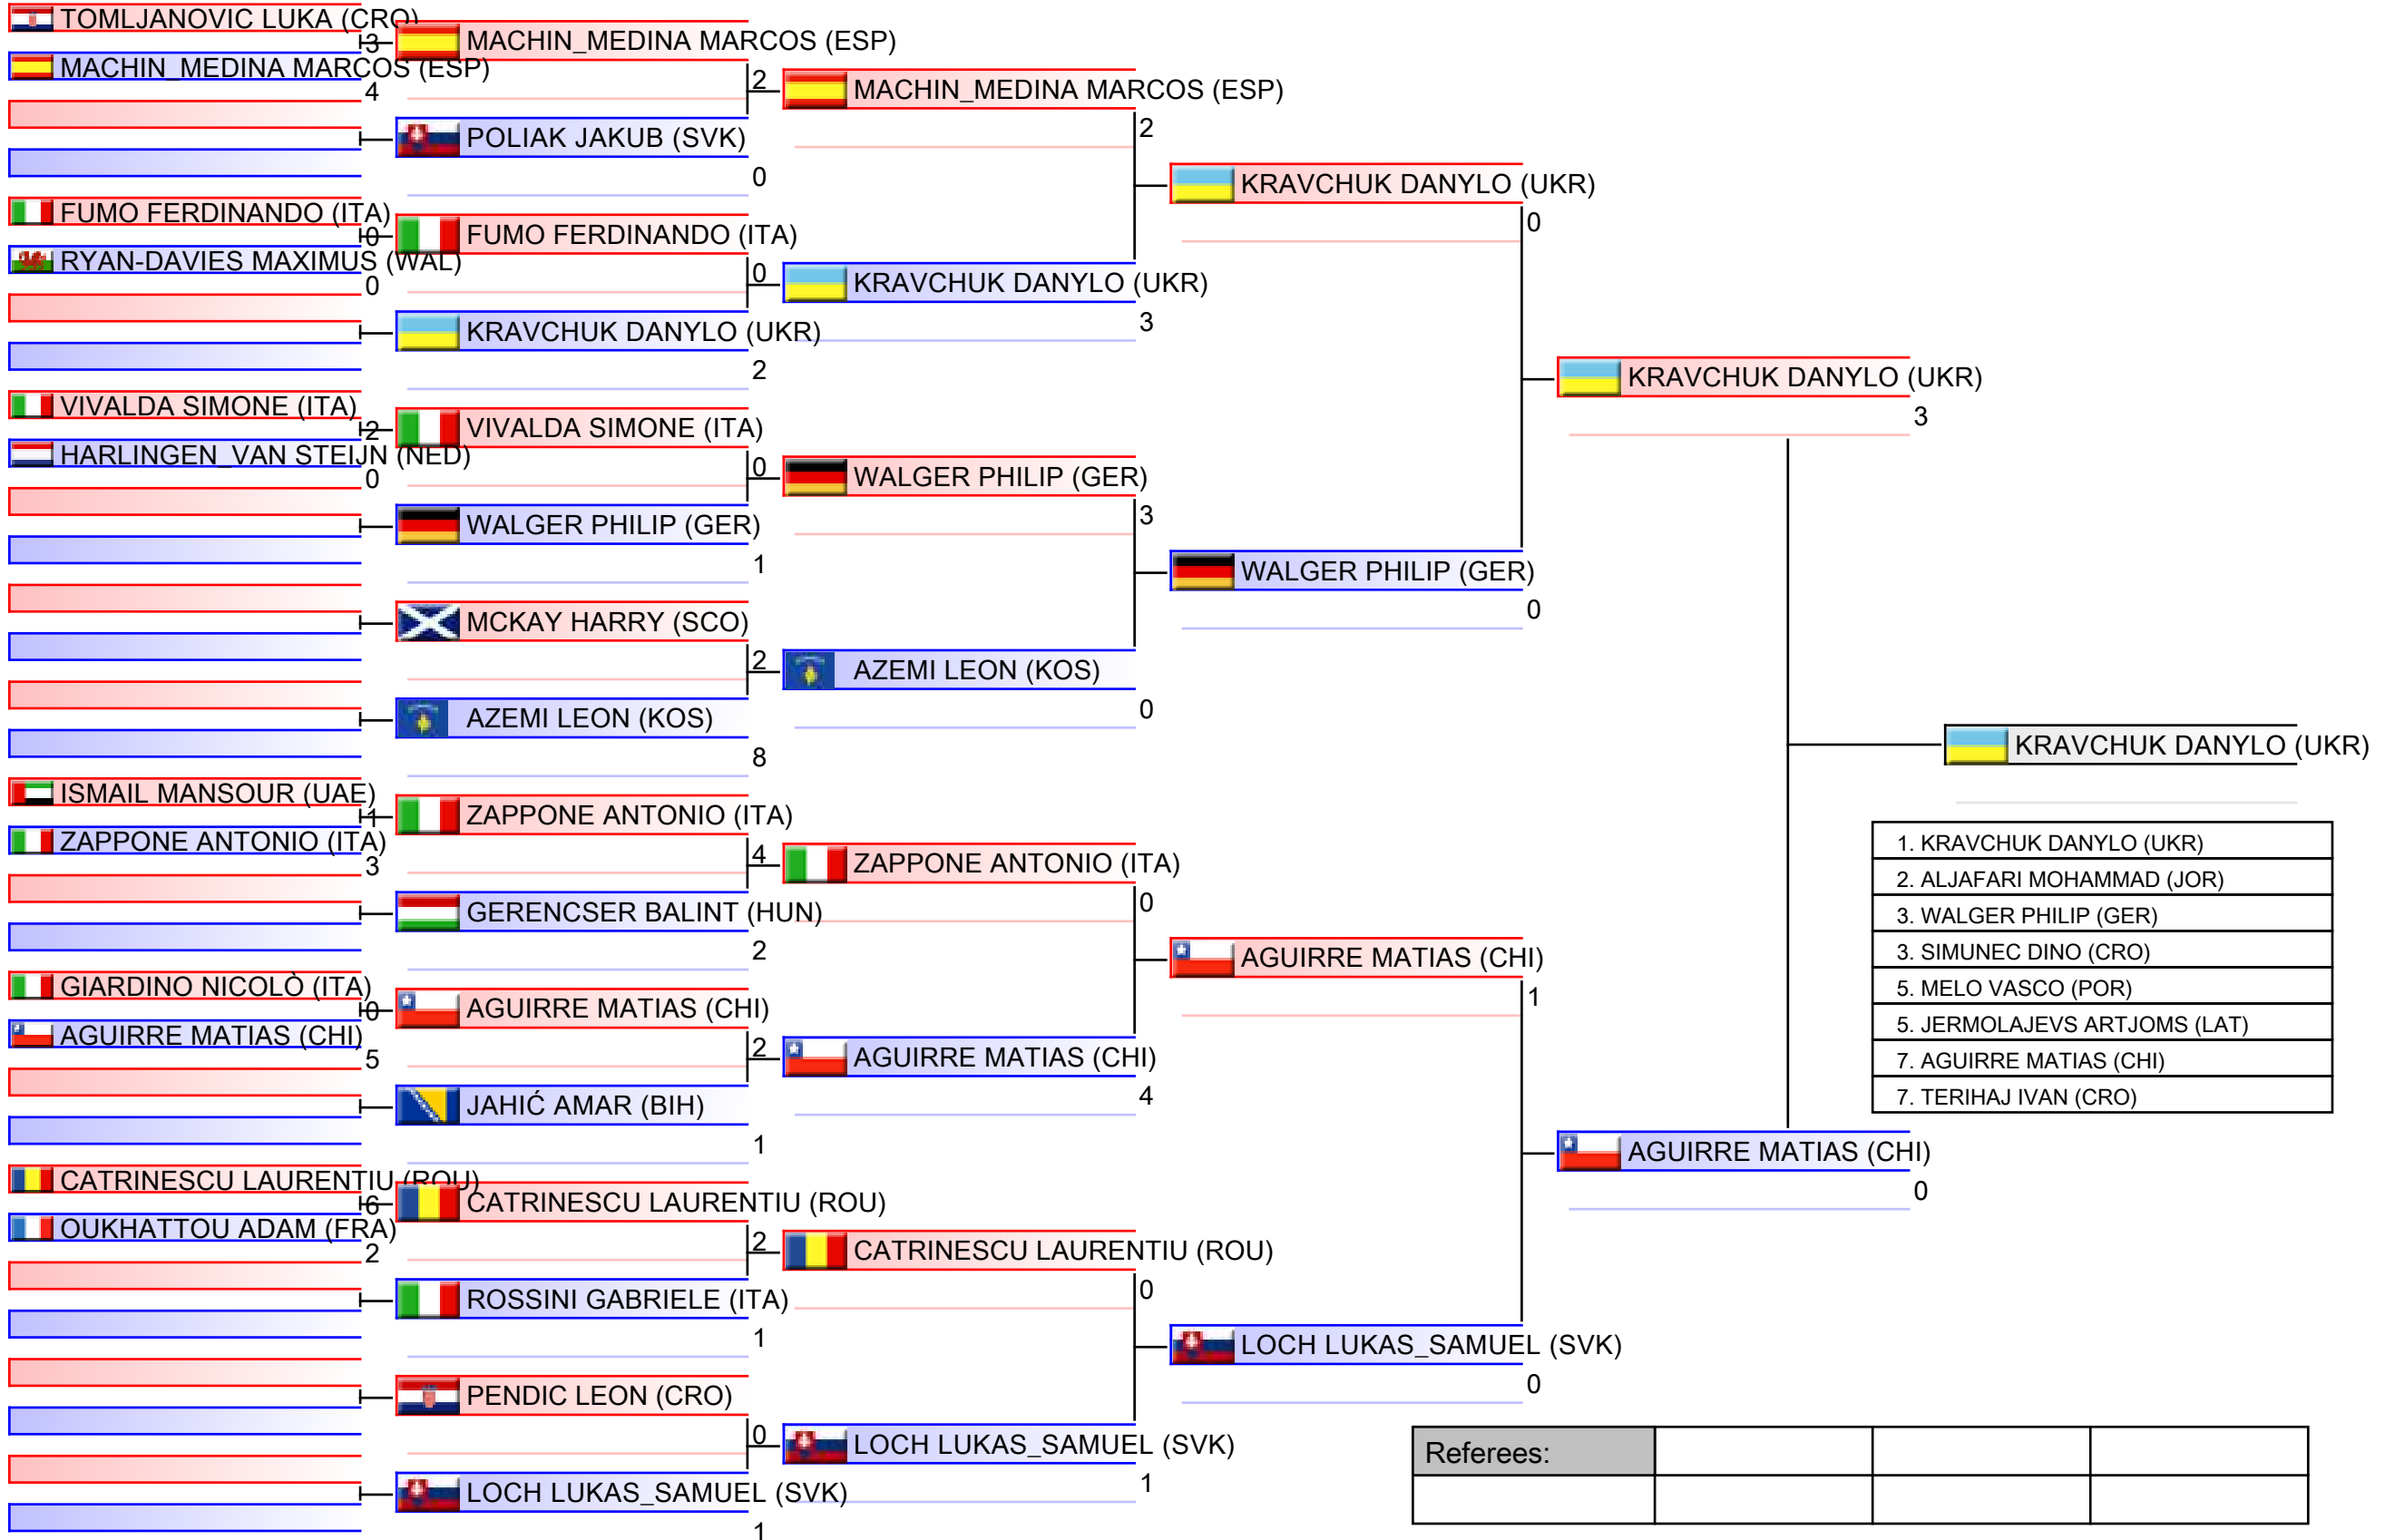 TOMLJANOVIC LUKA (CRO)
3
MACHIN_MEDINA MARCOS (ESP)
4
FUMO FERDINANDO (ITA)
0
RYAN-DAVIES MAXIMUS (WAL)
0
VIVALDA SIMONE (ITA)
2
HARLINGEN_VAN STEIJN (NED)
0
ISMAIL MANSOUR (UAE)
1
ZAPPONE ANTONIO (ITA)
3
GIARDINO NICOLÒ (ITA)
0
AGUIRRE MATIAS (CHI)
5
CATRINESCU LAURENTIU (ROU)
6
OUKHATTOU ADAM (FRA)
2
MACHIN_MEDINA MARCOS (ESP)
2
POLIAK JAKUB (SVK)
0
FUMO FERDINANDO (ITA)
0
KRAVCHUK DANYLO (UKR)
2
VIVALDA SIMONE (ITA)
0
WALGER PHILIP (GER)
1
MCKAY HARRY (SCO)
2
AZEMI LEON (KOS)
8
ZAPPONE ANTONIO (ITA)
4
GERENCSER BALINT (HUN)
2
AGUIRRE MATIAS (CHI)
2
JAHIĆ AMAR (BIH)
1
CATRINESCU LAURENTIU (ROU)
2
ROSSINI GABRIELE (ITA)
1
PENDIC LEON (CRO)
0
LOCH LUKAS_SAMUEL (SVK)
1
MACHIN_MEDINA MARCOS (ESP)
2
KRAVCHUK DANYLO (UKR)
3
WALGER PHILIP (GER)
3
AZEMI LEON (KOS)
0
ZAPPONE ANTONIO (ITA)
0
AGUIRRE MATIAS (CHI)
4
CATRINESCU LAURENTIU (ROU)
0
LOCH LUKAS_SAMUEL (SVK)
1
KRAVCHUK DANYLO (UKR)
0
WALGER PHILIP (GER)
0
AGUIRRE MATIAS (CHI)
1
LOCH LUKAS_SAMUEL (SVK)
0
KRAVCHUK DANYLO (UKR)
3
AGUIRRE MATIAS (CHI)
0
KRAVCHUK DANYLO (UKR)
1. KRAVCHUK DANYLO (UKR)
2. ALJAFARI MOHAMMAD (JOR)
3. WALGER PHILIP (GER)
3. SIMUNEC DINO (CRO)
5. MELO VASCO (POR)
5. JERMOLAJEVS ARTJOMS (LAT)
7. AGUIRRE MATIAS (CHI)
7. TERIHAJ IVAN (CRO)
Referees: